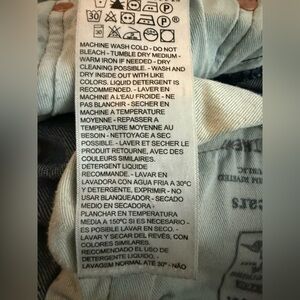 30
P
MACHINE WASH COLD - DO NOT
BLEACH - TUMBLE DRY MEDIUM -
WARM IRON IF NEEDED - DRY
CLEANING POSSIBLE. - WASH AND
DRY INSIDE OUT WITH LIKE
COLORS. LIQUID DETERGENT IS
RECOMMENDED. - LAVER EN
MACHINE A L'EAU FROIDE - NE
PAS BLANCHIR - SECHER EN
MACHINE A TEMPERATURE
MOYENNE - REPASSER A
TEMPERATURE MOYENNE AU
BESOIN - NETTOYAGE A SEC
POSSIBLE. - LAVER ET SECHER LE
PRODUIT RETOURNE, AVEC DES
COULEURS SIMILAIRES.
DETERGENT LIQUIDE
RECOMMANDE. - LAVAR EN
LAVADORA CON AGUA FRIA A 30ºC
Y DETERGENTE, EXPRIMER - NO
USAR BLANQUEADOR - SECADO
MEDIO EN SECADORA -
PLANCHAR EN TEMPERATURA
MEDIA A 150ºC SI ES NECESARIO -
ES POSIBLE LAVAR EN SECO. -
LAVAR Y SECAR DEL REVES, CON
COLORES SIMILARES.
RECOMENDADO EL USO DE
DETERGENTE LIQUIDO.
LAVAGEM NORMAL ATE 30º - NÃO